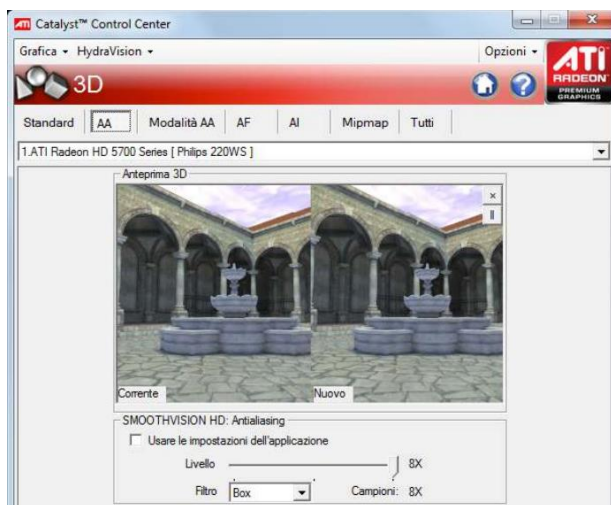 Catalyst™ Control Center
Grafica HydraVision Opzioni
ATI
RADEON
PREMIUM
GRAPHICS
3D
Standard AA Modalità AA AF AI Mipmap Tutti
1.ATI Radeon HD 5700 Series [ Philips 220WS ]
Anteprima 3D
Corrente Nuovo
SMOOTHVISION HD: Antialiasing
Usare le impostazioni dell'applicazione
Livello 8X
Filtro Box Campioni: 8X